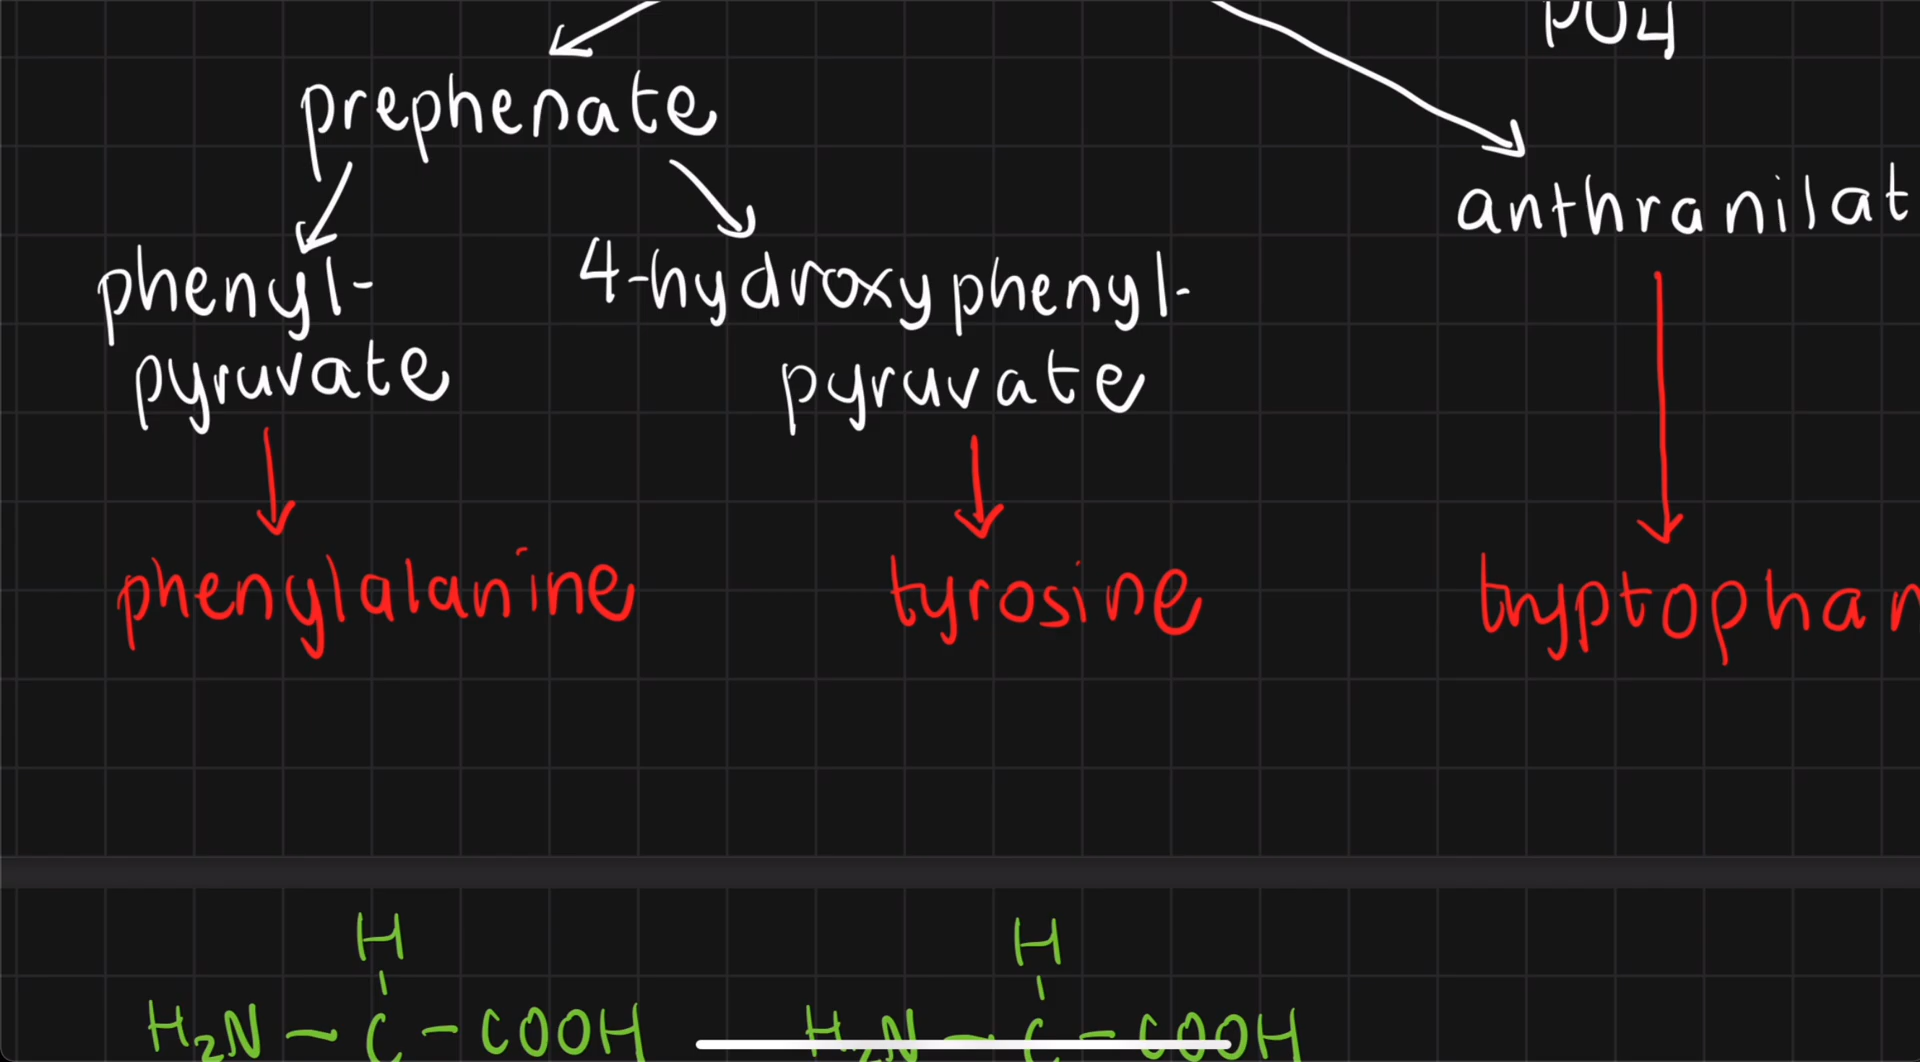 PO4
prephenate
anthranilat
phenyl-
pyruvate
4-hydroxyphenyl-
pyruvate
phenylalanine
tyrosine
tryptophan
H
H
H₂N - C - COOH
H₂N - C - COOH